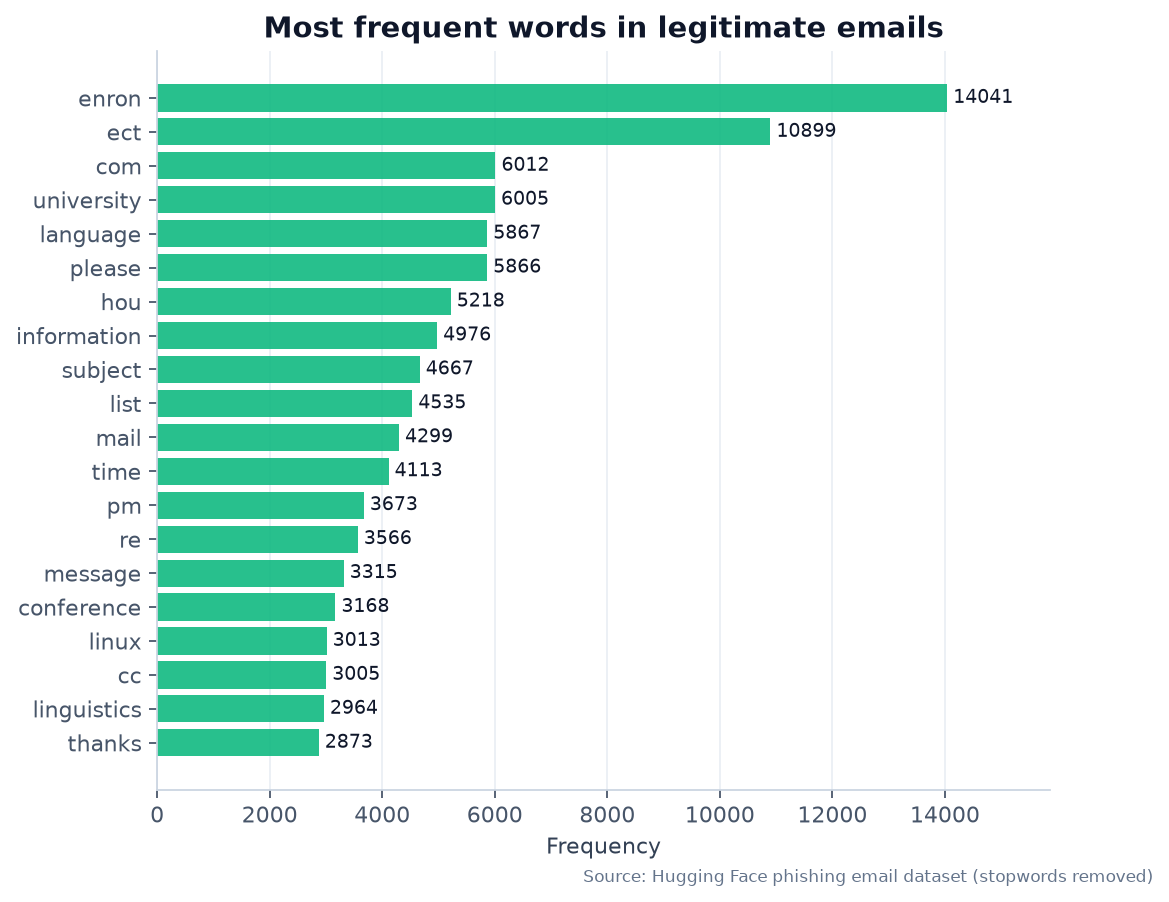 Most frequent words in legitimate emails
enron 14041
ect 10899
com 6012
university 6005
language 5867
please 5866
hou 5218
information 4976
subject 4667
list 4535
mail 4299
time 4113
pm 3673
re 3566
message 3315
conference 3168
linux 3013
cc 3005
linguistics 2964
thanks 2873
0 2000 4000 6000 8000 10000 12000 14000
Frequency
Source: Hugging Face phishing email dataset (stopwords removed)